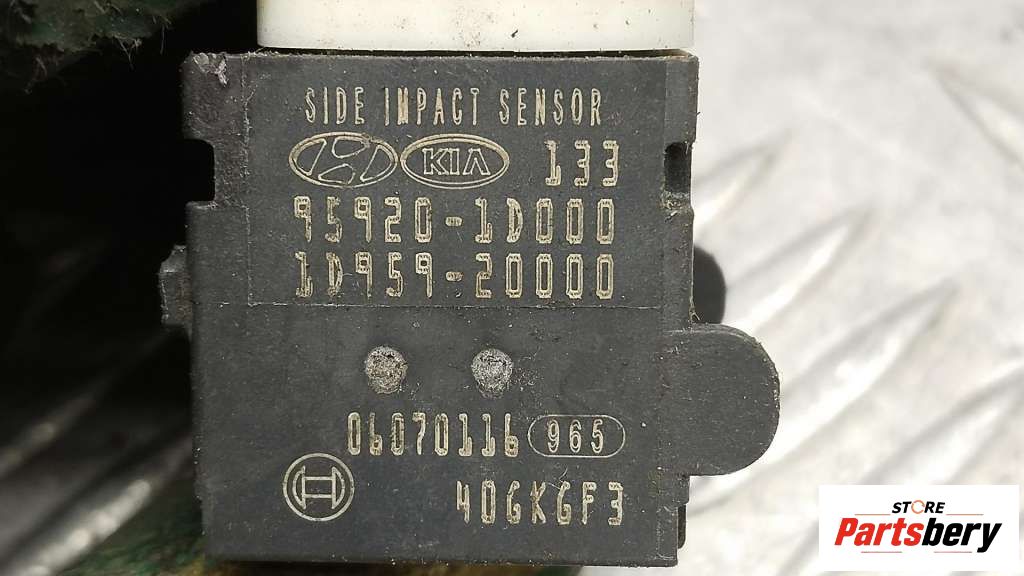 SIDE IMPACT SENSOR
KIA 133
95920-1D000
1D959-20000
06070116 965
40GKGF3
STORE
Partsbery